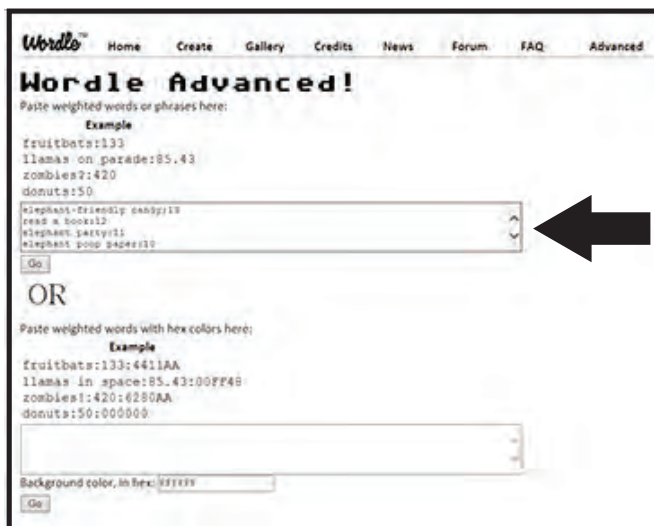 Wordle™ Home Create Gallery Credits News Forum FAQ Advanced
Wordle Advanced!
Paste weighted words or phrases here:
Example
fruitbats:133
llamas on parade:85.43
zombies?:420
donuts:50
elephant-friendly candy:13
read a book:12
elephant party:11
elephant poop paper:10
Go
OR
Paste weighted words with hex colors here:
Example
fruitbats:133:4411AA
llamas in space:85.43:00FF48
zombies!:420:6280AA
donuts:50:000000
Background color, in hex: FFFFFF
Go